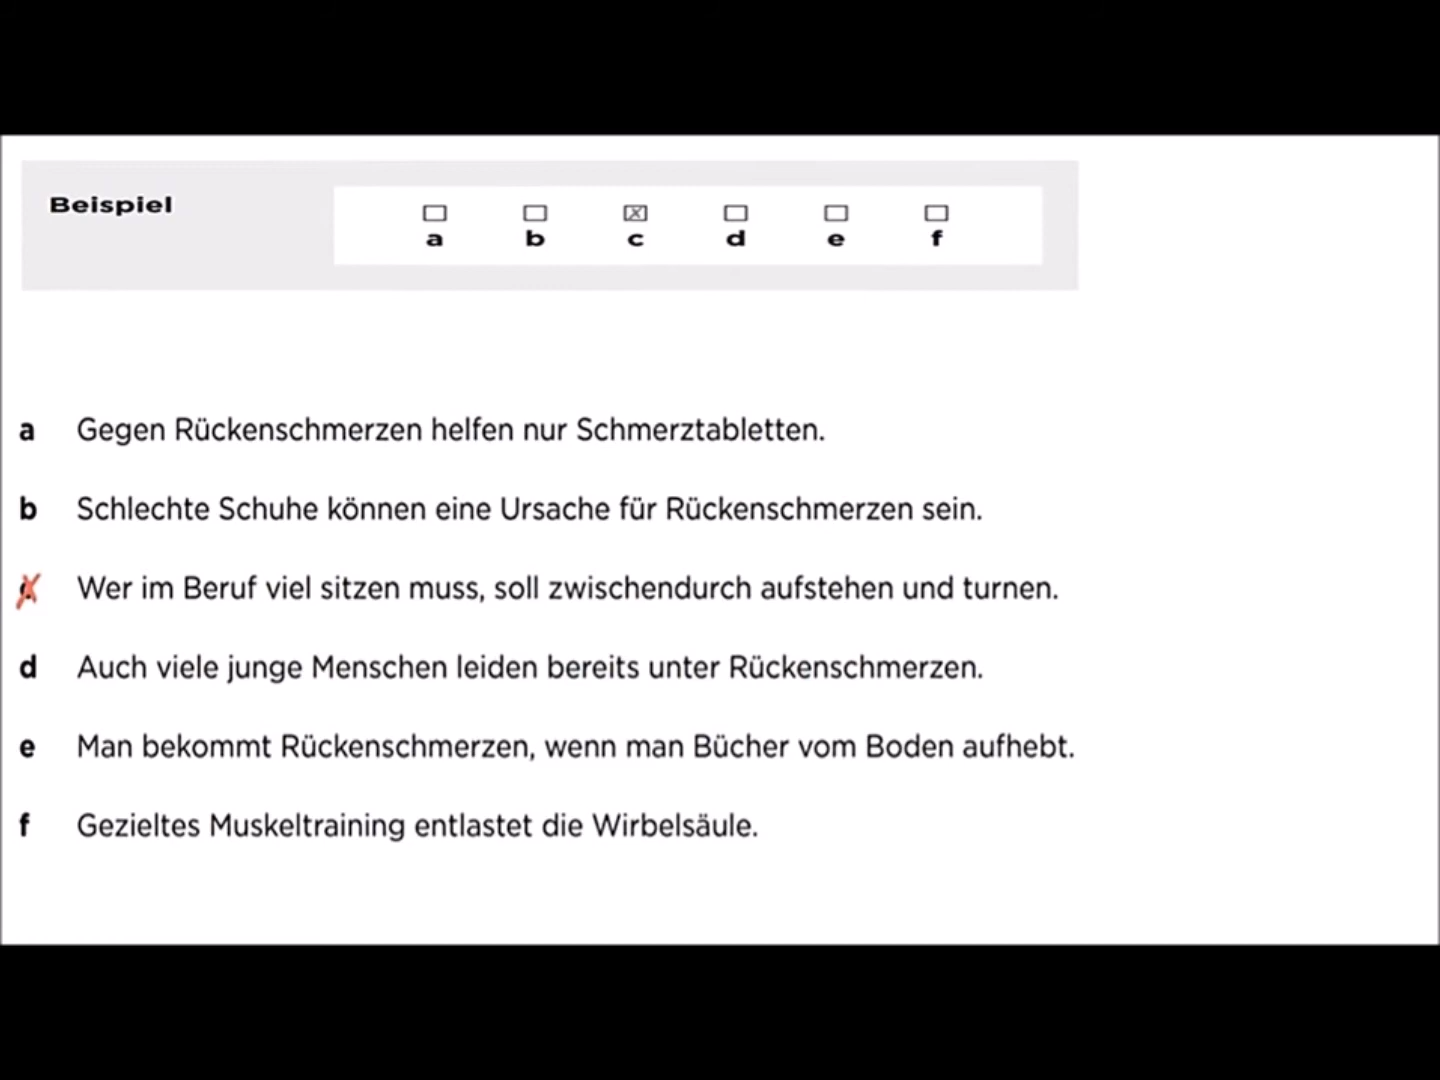 Beispiel
a b c d e f
a Gegen Rückenschmerzen helfen nur Schmerztabletten.
b Schlechte Schuhe können eine Ursache für Rückenschmerzen sein.
Wer im Beruf viel sitzen muss, soll zwischendurch aufstehen und turnen.
d Auch viele junge Menschen leiden bereits unter Rückenschmerzen.
e Man bekommt Rückenschmerzen, wenn man Bücher vom Boden aufhebt.
f Gezieltes Muskeltraining entlastet die Wirbelsäule.